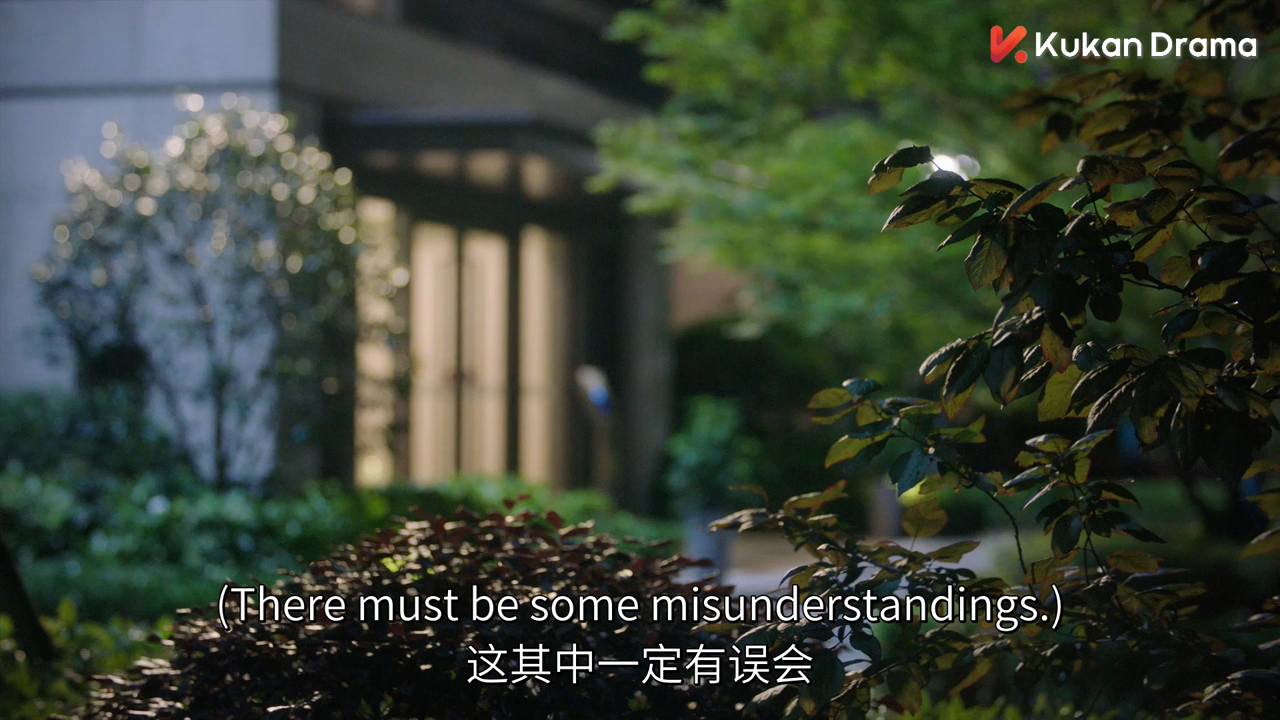 Kukan Drama
(There must be some misunderstandings.)
这其中一定有误会